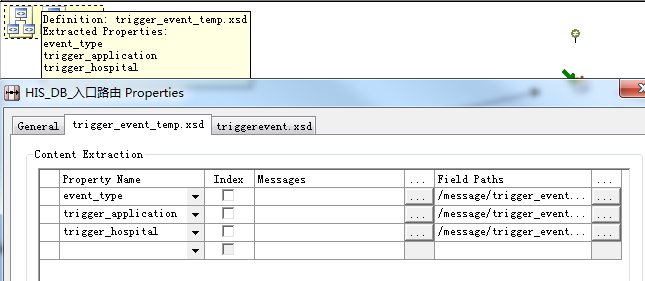 Definition: trigger_event_temp.xsd
Extracted Properties:
event_type
trigger_application
trigger_hospital
HIS_DB_入口路由 Properties
General trigger_event_temp.xsd triggerevent.xsd
Content Extraction
Property Name Index Messages ... Field Paths ...
event_type ... /message/trigger_event... ...
trigger_application ... /message/trigger_event... ...
trigger_hospital ... /message/trigger_event... ...